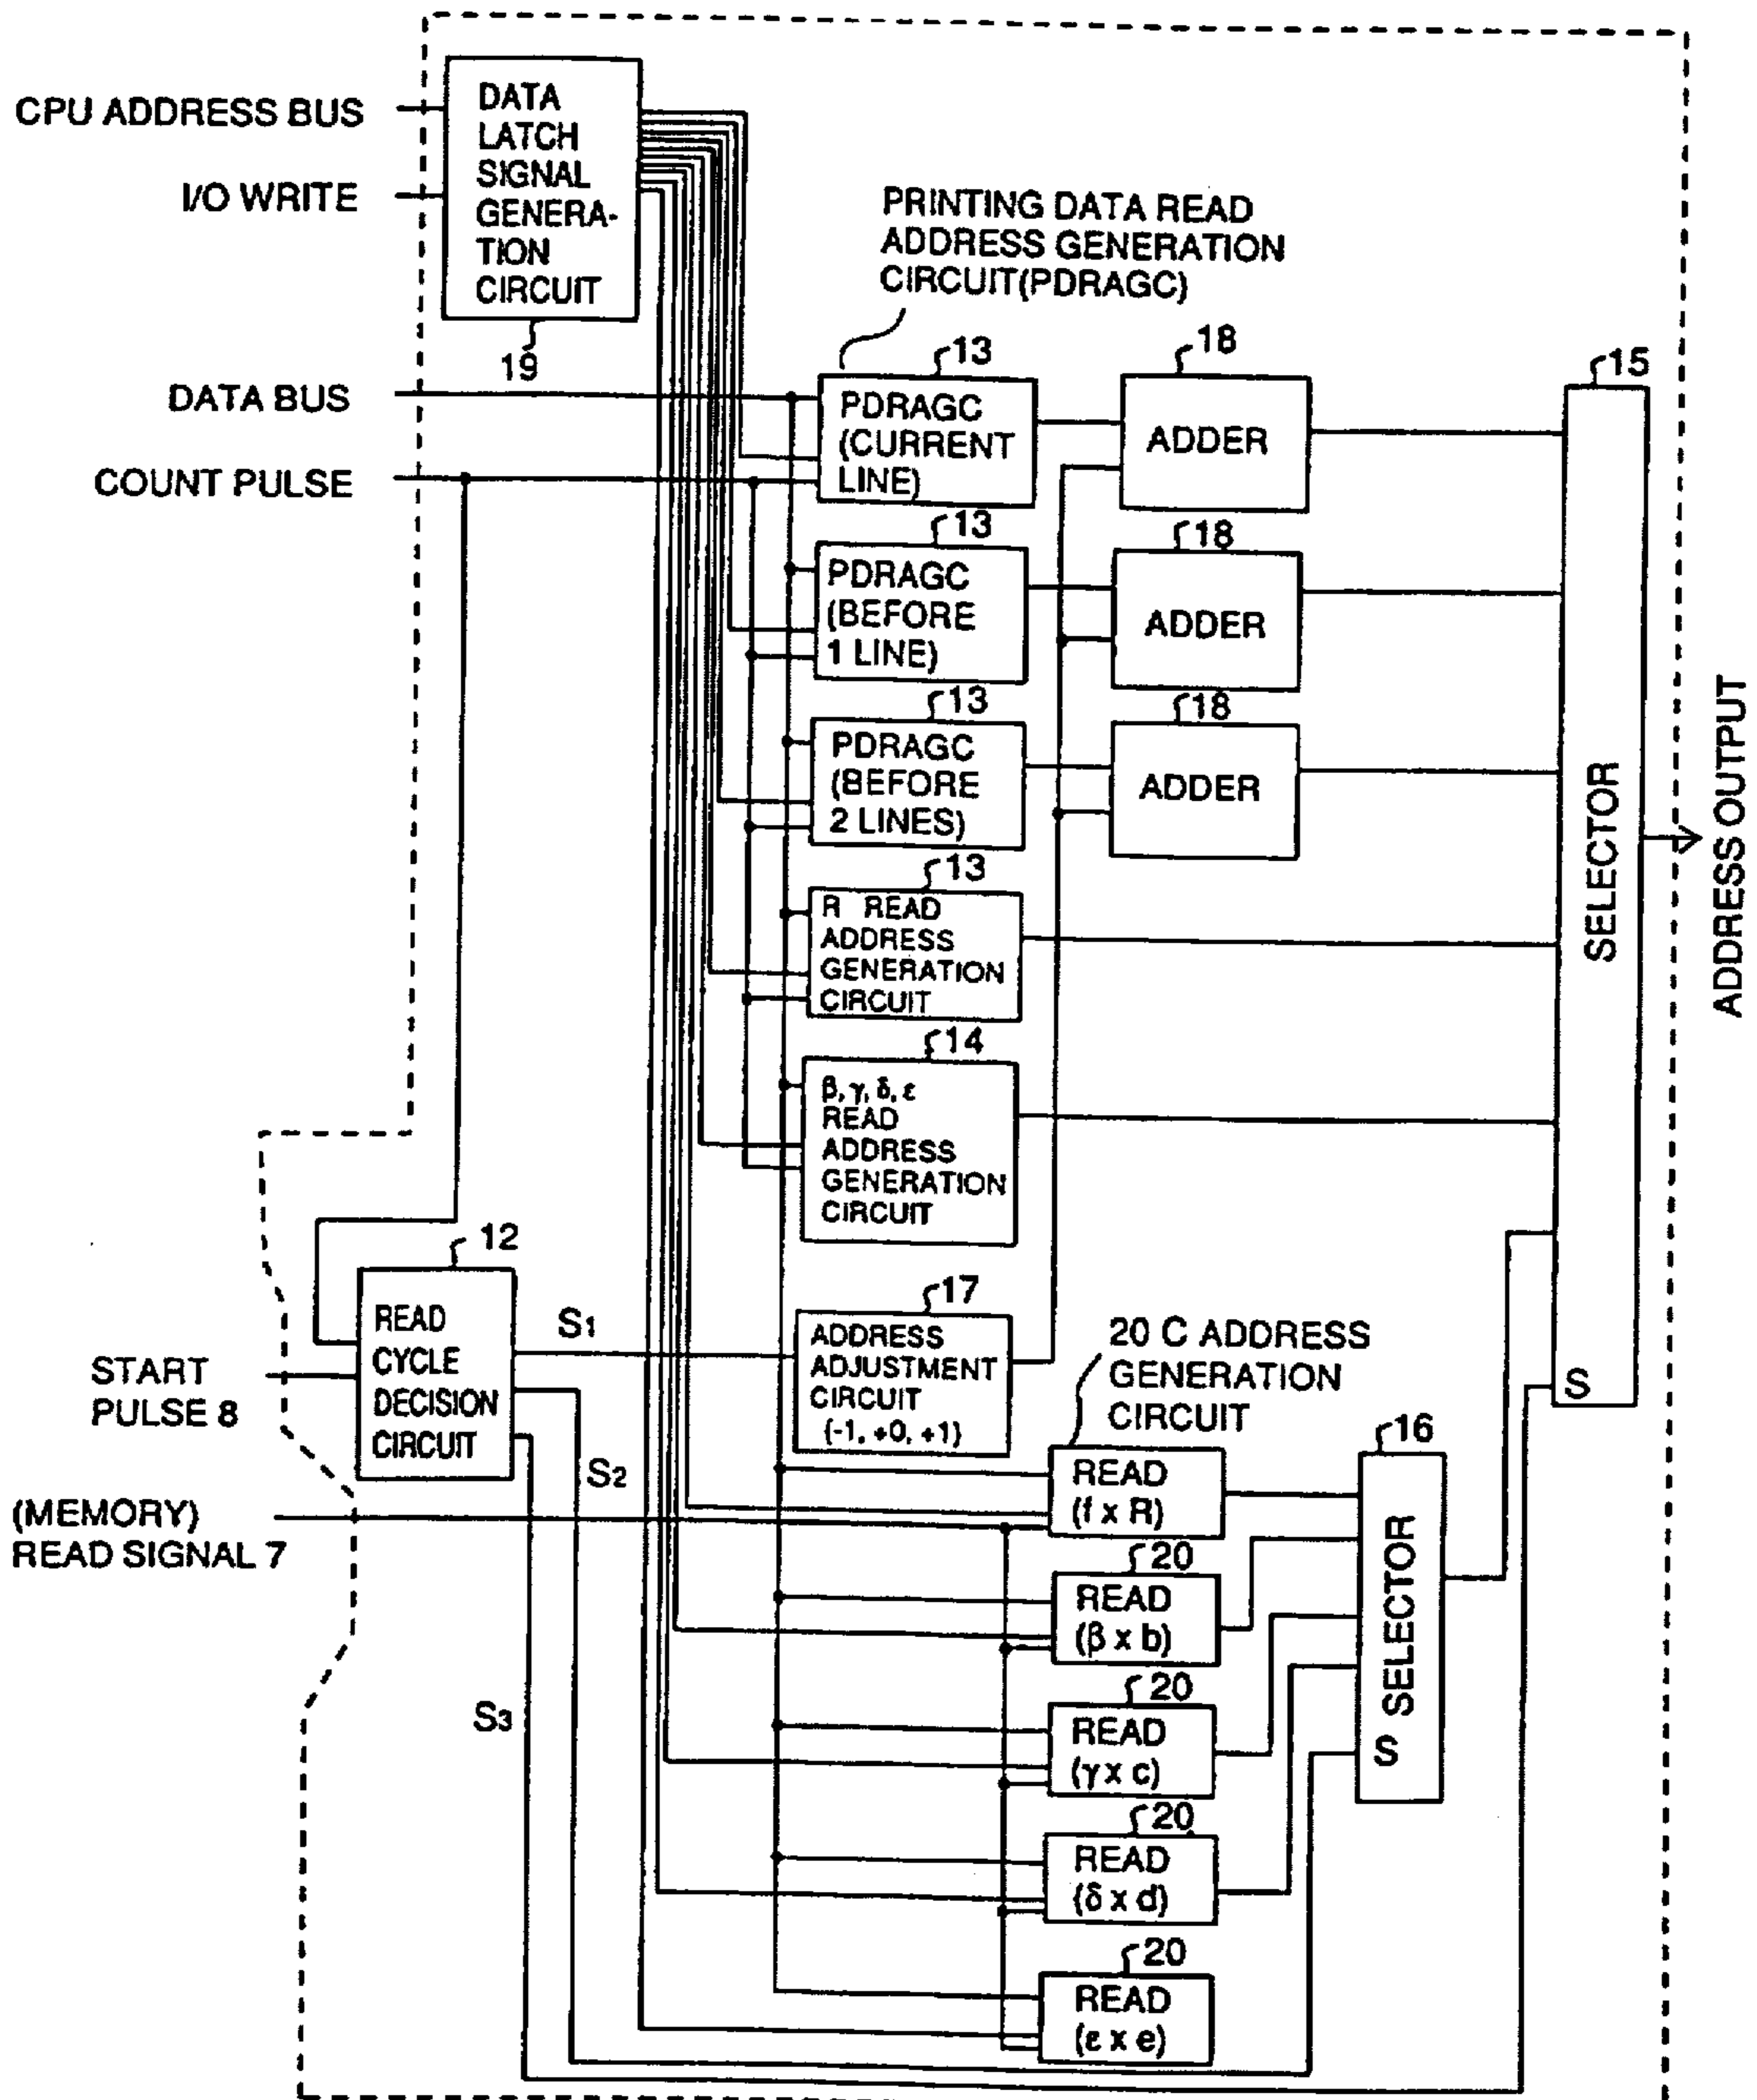 CPU ADDRESS BUS
I/O WRITE
DATA
LATCH
SIGNAL
GENERA-
TION
CIRCUIT
19
PRINTING DATA READ
ADDRESS GENERATION
CIRCUIT(PDRAGC)
DATA BUS
COUNT PULSE
13
PDRAGC
(CURRENT
LINE)
18
ADDER
15
SELECTOR
S
ADDRESS OUTPUT
13
PDRAGC
(BEFORE
1 LINE)
18
ADDER
13
PDRAGC
(BEFORE
2 LINES)
18
ADDER
13
R READ
ADDRESS
GENERATION
CIRCUIT
14
β, γ, δ, ε
READ
ADDRESS
GENERATION
CIRCUIT
12
READ
CYCLE
DECISION
CIRCUIT
START
PULSE 8
S1
S2
S3
17
ADDRESS
ADJUSTMENT
CIRCUIT
(-1, +0, +1)
20 C ADDRESS
GENERATION
CIRCUIT
(MEMORY)
READ SIGNAL 7
READ
(f x R)
16
SELECTOR
S
20
READ
(β x b)
20
READ
(γ x c)
20
READ
(δ x d)
20
READ
(ε x e)